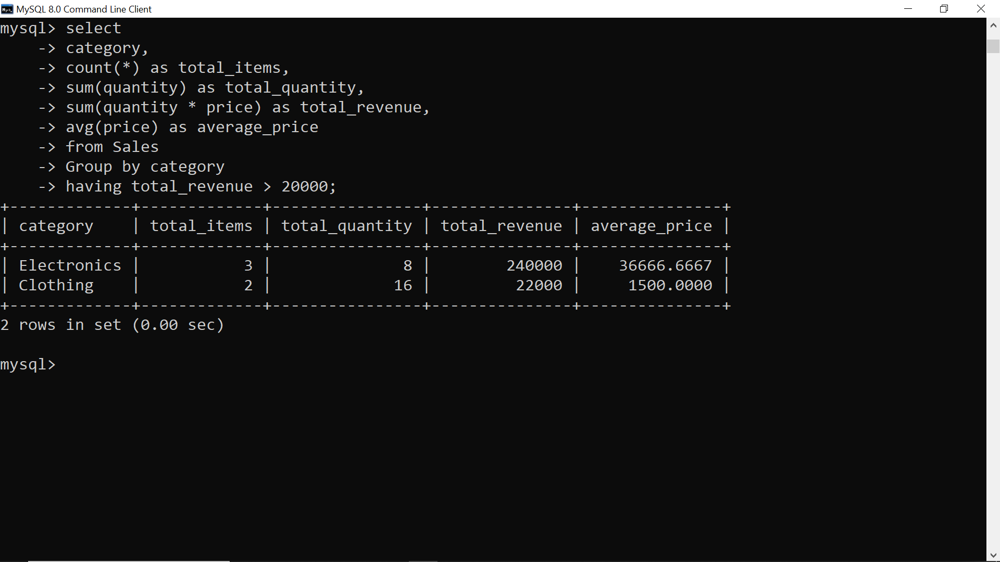 MySQL 8.0 Command Line Client
mysql> select
    -> category,
    -> count(*) as total_items,
    -> sum(quantity) as total_quantity,
    -> sum(quantity * price) as total_revenue,
    -> avg(price) as average_price
    -> from Sales
    -> Group by category
    -> having total_revenue > 20000;
+-------------+-------------+----------------+---------------+---------------+
| category    | total_items | total_quantity | total_revenue | average_price |
+-------------+-------------+----------------+---------------+---------------+
| Electronics |           3 |              8 |        240000 |    36666.6667 |
| Clothing    |           2 |             16 |         22000 |     1500.0000 |
+-------------+-------------+----------------+---------------+---------------+
2 rows in set (0.00 sec)
mysql>